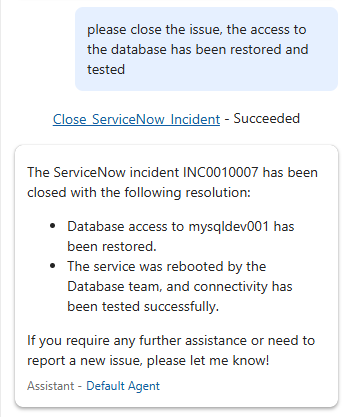 please close the issue, the access to
the database has been restored and
tested
Close ServiceNow Incident - Succeeded
The ServiceNow incident INC0010007 has been
closed with the following resolution:
• Database access to mysqldev001 has
been restored.
• The service was rebooted by the
Database team, and connectivity has
been tested successfully.
If you require any further assistance or need to
report a new issue, please let me know!
Assistant - Default Agent